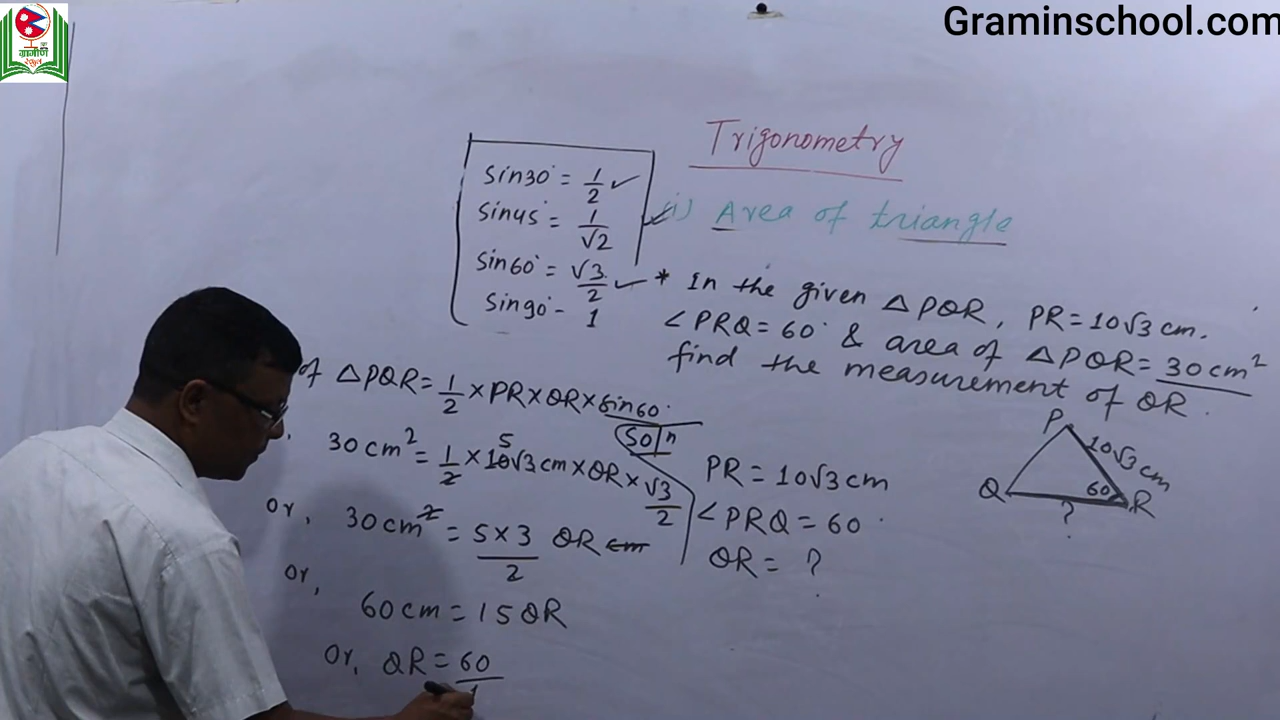 Graminschool.com
ग्रामीण
स्कूल
Trigonometry
i) Area of triangle
sin30° = 1/2 ✓
sin45° = 1/√2
sin60° = √3/2 ✓
sin90° - 1
* In the given △PQR, PR = 10√3 cm.
∠PRQ = 60° & area of △PQR = 30 cm²
find the measurement of QR.
P
10√3 cm
Q
60
R
?
of △PQR = 1/2 × PR × QR × sin60°
30 cm² = 1/2 × 10√3 cm × QR × √3/2
5
Or, 30 cm² = 5 × 3/2 QR cm
Or, 60 cm = 15 QR
Or, QR = 60/1
Solⁿ
PR = 10√3 cm
∠PRQ = 60°
QR = ?